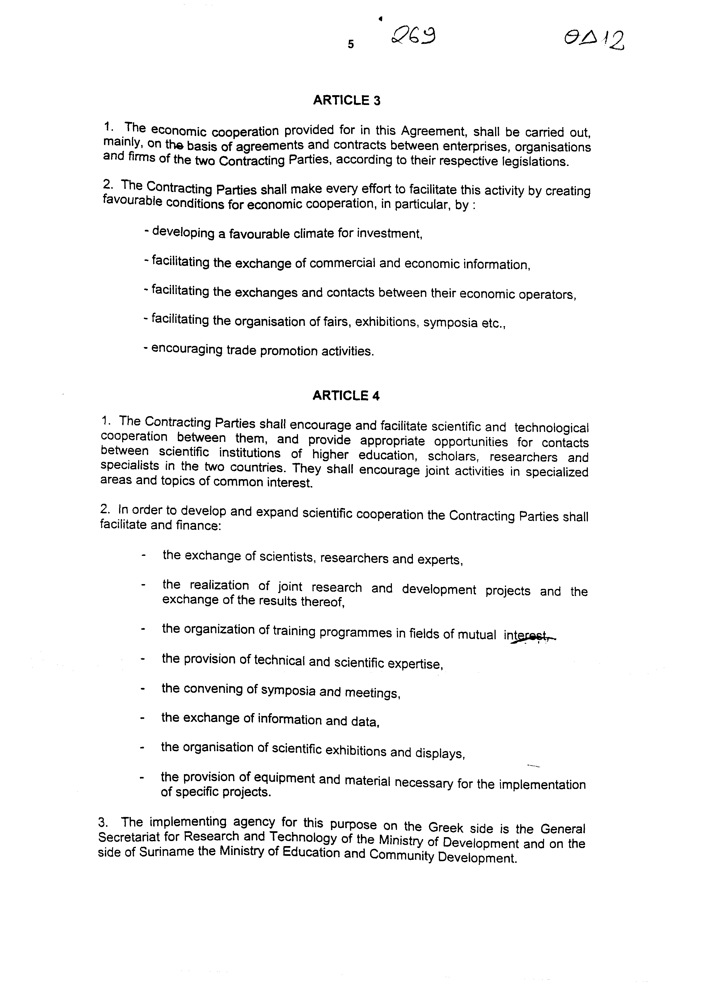 5
269
ΘΔ12
ARTICLE 3
1. The economic cooperation provided for in this Agreement, shall be carried out,
mainly, on the basis of agreements and contracts between enterprises, organisations
and firms of the two Contracting Parties, according to their respective legislations.
2. The Contracting Parties shall make every effort to facilitate this activity by creating
favourable conditions for economic cooperation, in particular, by :
- developing a favourable climate for investment,
- facilitating the exchange of commercial and economic information,
- facilitating the exchanges and contacts between their economic operators,
- facilitating the organisation of fairs, exhibitions, symposia etc.,
- encouraging trade promotion activities.
ARTICLE 4
1. The Contracting Parties shall encourage and facilitate scientific and technological
cooperation between them, and provide appropriate opportunities for contacts
between scientific institutions of higher education, scholars, researchers and
specialists in the two countries. They shall encourage joint activities in specialized
areas and topics of common interest.
2. In order to develop and expand scientific cooperation the Contracting Parties shall
facilitate and finance:
- the exchange of scientists, researchers and experts,
- the realization of joint research and development projects and the
exchange of the results thereof,
- the organization of training programmes in fields of mutual interest,
- the provision of technical and scientific expertise,
- the convening of symposia and meetings,
- the exchange of information and data,
- the organisation of scientific exhibitions and displays,
- the provision of equipment and material necessary for the implementation
of specific projects.
3. The implementing agency for this purpose on the Greek side is the General
Secretariat for Research and Technology of the Ministry of Development and on the
side of Suriname the Ministry of Education and Community Development.